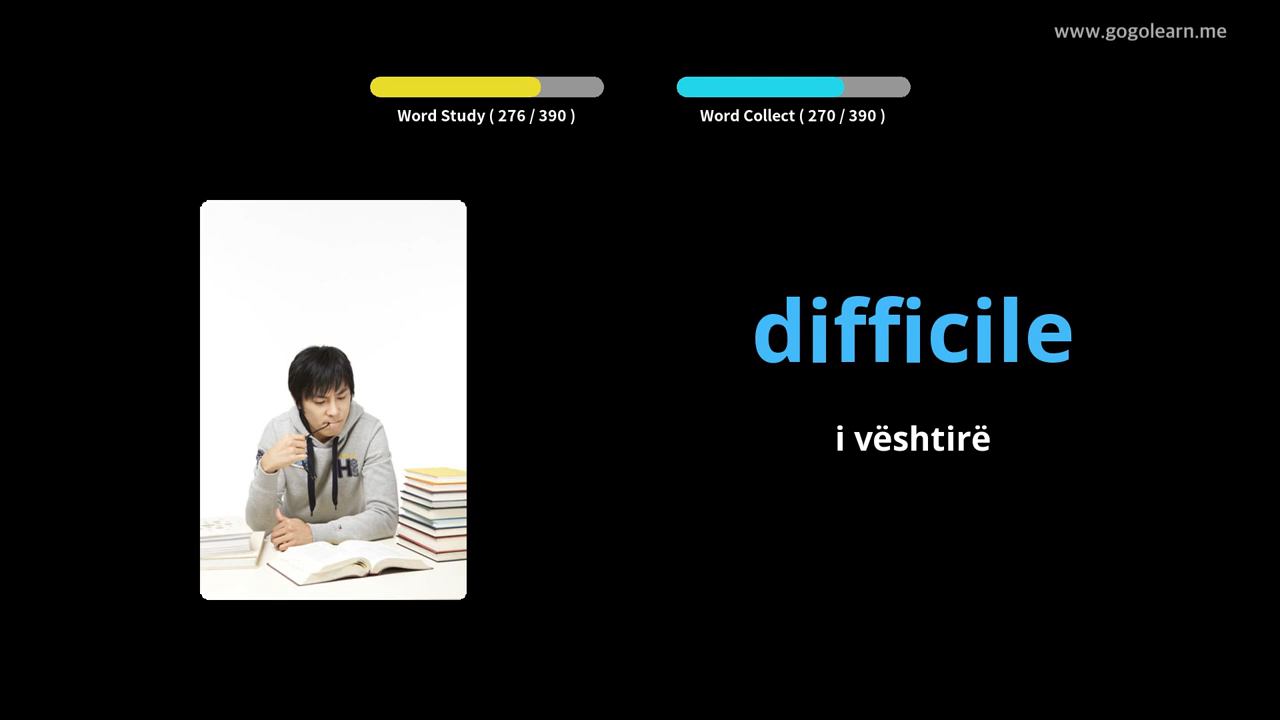 www.gogolearn.me
Word Study ( 276 / 390 )
Word Collect ( 270 / 390 )
difficile
i vështirë
H